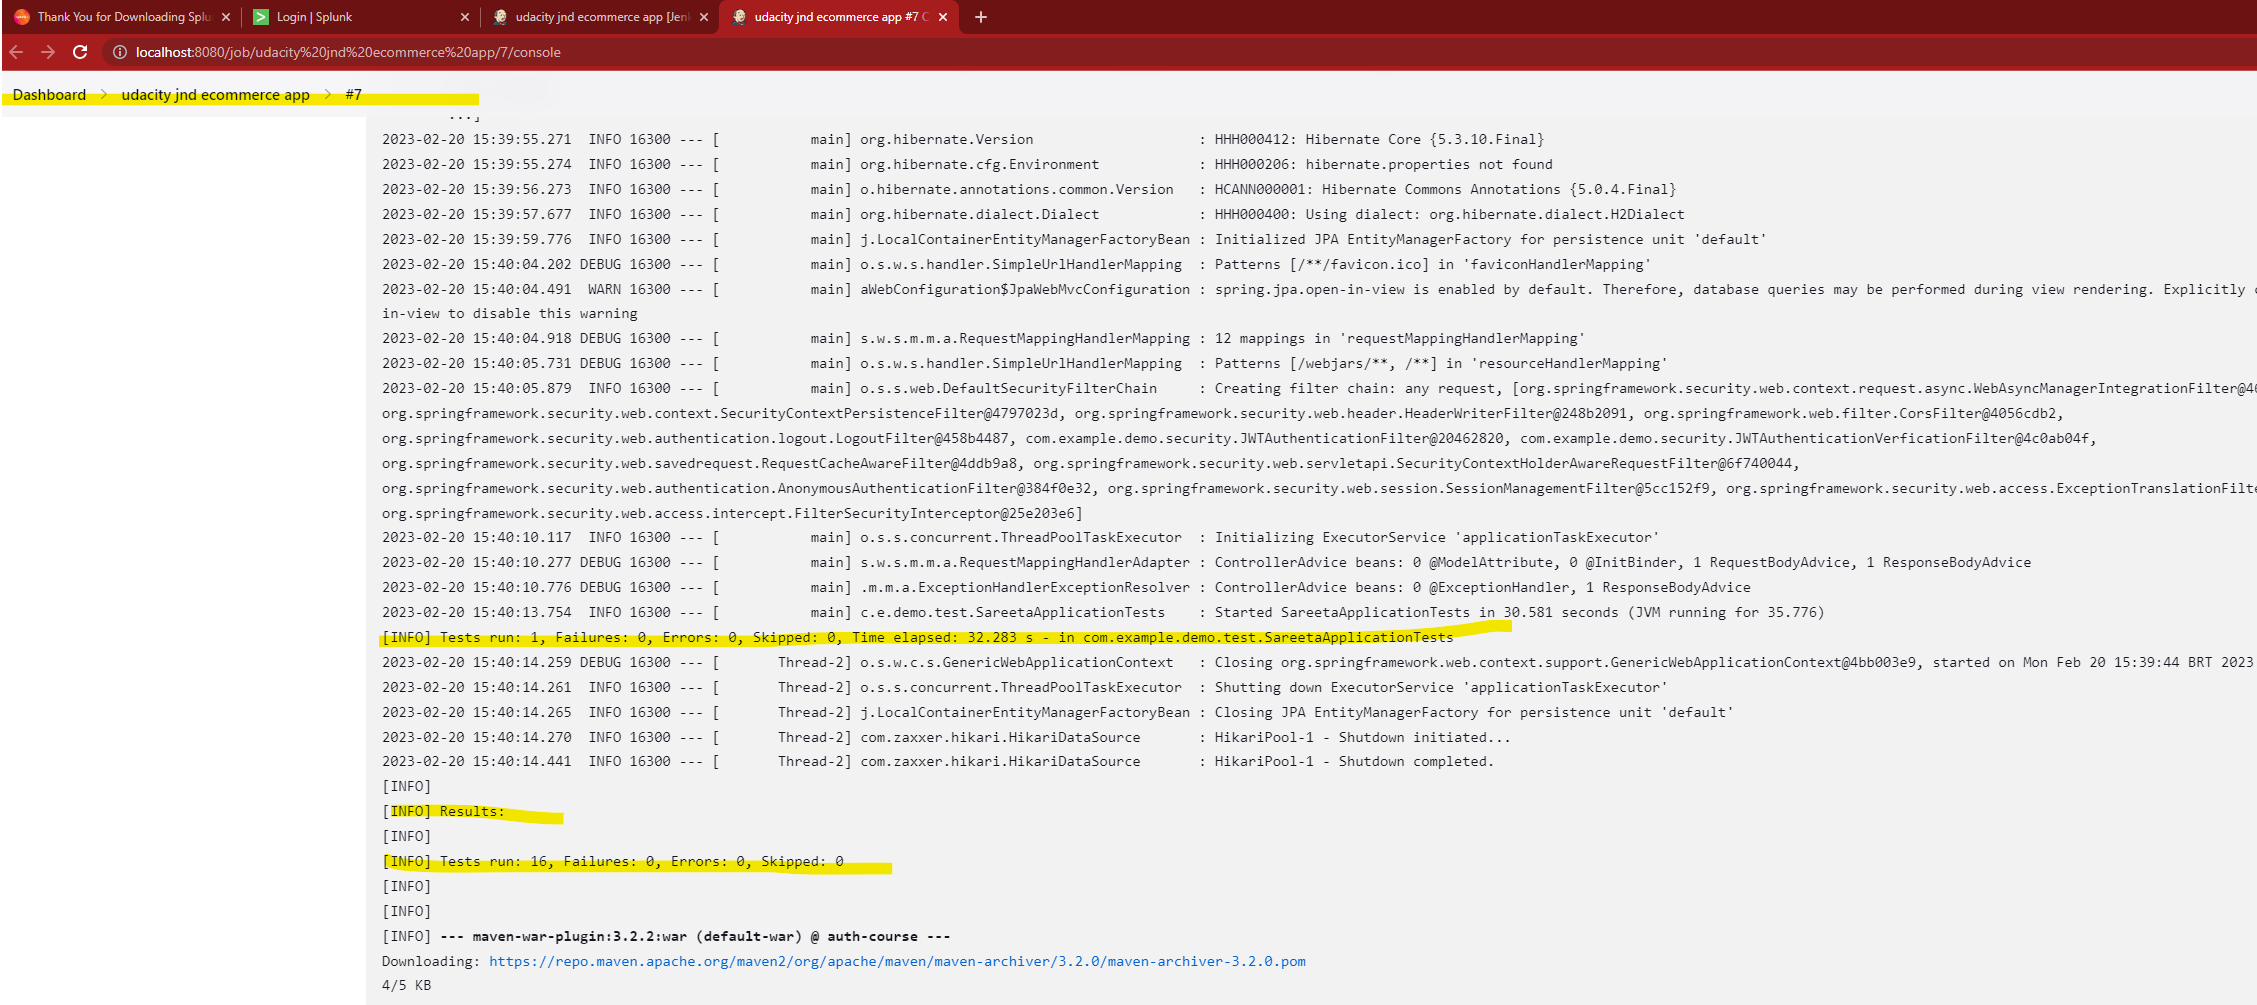 Thank You for Downloading Splu
Login | Splunk
udacity jnd ecommerce app [Jen
udacity jnd ecommerce app #7 C
localhost:8080/job/udacity%20jnd%20ecommerce%20app/7/console
Dashboard > udacity jnd ecommerce app > #7
...]
2023-02-20 15:39:55.271  INFO 16300 --- [           main] org.hibernate.Version                    : HHH000412: Hibernate Core {5.3.10.Final}
2023-02-20 15:39:55.274  INFO 16300 --- [           main] org.hibernate.cfg.Environment            : HHH000206: hibernate.properties not found
2023-02-20 15:39:56.273  INFO 16300 --- [           main] o.hibernate.annotations.common.Version   : HCANN000001: Hibernate Commons Annotations {5.0.4.Final}
2023-02-20 15:39:57.677  INFO 16300 --- [           main] org.hibernate.dialect.Dialect            : HHH000400: Using dialect: org.hibernate.dialect.H2Dialect
2023-02-20 15:39:59.776  INFO 16300 --- [           main] j.LocalContainerEntityManagerFactoryBean : Initialized JPA EntityManagerFactory for persistence unit 'default'
2023-02-20 15:40:04.202 DEBUG 16300 --- [           main] o.s.w.s.handler.SimpleUrlHandlerMapping  : Patterns [/**/favicon.ico] in 'faviconHandlerMapping'
2023-02-20 15:40:04.491  WARN 16300 --- [           main] aWebConfiguration$JpaWebMvcConfiguration : spring.jpa.open-in-view is enabled by default. Therefore, database queries may be performed during view rendering. Explicitly
in-view to disable this warning
2023-02-20 15:40:04.918 DEBUG 16300 --- [           main] s.w.s.m.m.a.RequestMappingHandlerMapping : 12 mappings in 'requestMappingHandlerMapping'
2023-02-20 15:40:05.731 DEBUG 16300 --- [           main] o.s.w.s.handler.SimpleUrlHandlerMapping  : Patterns [/webjars/**, /**] in 'resourceHandlerMapping'
2023-02-20 15:40:05.879  INFO 16300 --- [           main] o.s.s.web.DefaultSecurityFilterChain     : Creating filter chain: any request, [org.springframework.security.web.context.request.async.WebAsyncManagerIntegrationFilter@4
org.springframework.security.web.context.SecurityContextPersistenceFilter@4797023d, org.springframework.security.web.header.HeaderWriterFilter@248b2091, org.springframework.web.filter.CorsFilter@4056cdb2,
org.springframework.security.web.authentication.logout.LogoutFilter@458b4487, com.example.demo.security.JWTAuthenticationFilter@20462820, com.example.demo.security.JWTAuthenticationVerficationFilter@4c0ab04f,
org.springframework.security.web.savedrequest.RequestCacheAwareFilter@4ddb9a8, org.springframework.security.web.servletapi.SecurityContextHolderAwareRequestFilter@6f740044,
org.springframework.security.web.authentication.AnonymousAuthenticationFilter@384f0e32, org.springframework.security.web.session.SessionManagementFilter@5cc152f9, org.springframework.security.web.access.ExceptionTranslationFilt
org.springframework.security.web.access.intercept.FilterSecurityInterceptor@25e203e6]
2023-02-20 15:40:10.117  INFO 16300 --- [           main] o.s.s.concurrent.ThreadPoolTaskExecutor  : Initializing ExecutorService 'applicationTaskExecutor'
2023-02-20 15:40:10.277 DEBUG 16300 --- [           main] s.w.s.m.m.a.RequestMappingHandlerAdapter : ControllerAdvice beans: 0 @ModelAttribute, 0 @InitBinder, 1 RequestBodyAdvice, 1 ResponseBodyAdvice
2023-02-20 15:40:10.776 DEBUG 16300 --- [           main] .m.m.a.ExceptionHandlerExceptionResolver : ControllerAdvice beans: 0 @ExceptionHandler, 1 ResponseBodyAdvice
2023-02-20 15:40:13.754  INFO 16300 --- [           main] c.e.demo.test.SareetaApplicationTests    : Started SareetaApplicationTests in 30.581 seconds (JVM running for 35.776)
[INFO] Tests run: 1, Failures: 0, Errors: 0, Skipped: 0, Time elapsed: 32.283 s - in com.example.demo.test.SareetaApplicationTests
2023-02-20 15:40:14.259 DEBUG 16300 --- [       Thread-2] o.s.w.c.s.GenericWebApplicationContext   : Closing org.springframework.web.context.support.GenericWebApplicationContext@4bb003e9, started on Mon Feb 20 15:39:44 BRT 2023
2023-02-20 15:40:14.261  INFO 16300 --- [       Thread-2] o.s.s.concurrent.ThreadPoolTaskExecutor  : Shutting down ExecutorService 'applicationTaskExecutor'
2023-02-20 15:40:14.265  INFO 16300 --- [       Thread-2] j.LocalContainerEntityManagerFactoryBean : Closing JPA EntityManagerFactory for persistence unit 'default'
2023-02-20 15:40:14.270  INFO 16300 --- [       Thread-2] com.zaxxer.hikari.HikariDataSource       : HikariPool-1 - Shutdown initiated...
2023-02-20 15:40:14.441  INFO 16300 --- [       Thread-2] com.zaxxer.hikari.HikariDataSource       : HikariPool-1 - Shutdown completed.
[INFO]
[INFO] Results:
[INFO]
[INFO] Tests run: 16, Failures: 0, Errors: 0, Skipped: 0
[INFO]
[INFO]
[INFO] --- maven-war-plugin:3.2.2:war (default-war) @ auth-course ---
Downloading: https://repo.maven.apache.org/maven2/org/apache/maven/maven-archiver/3.2.0/maven-archiver-3.2.0.pom
4/5 KB